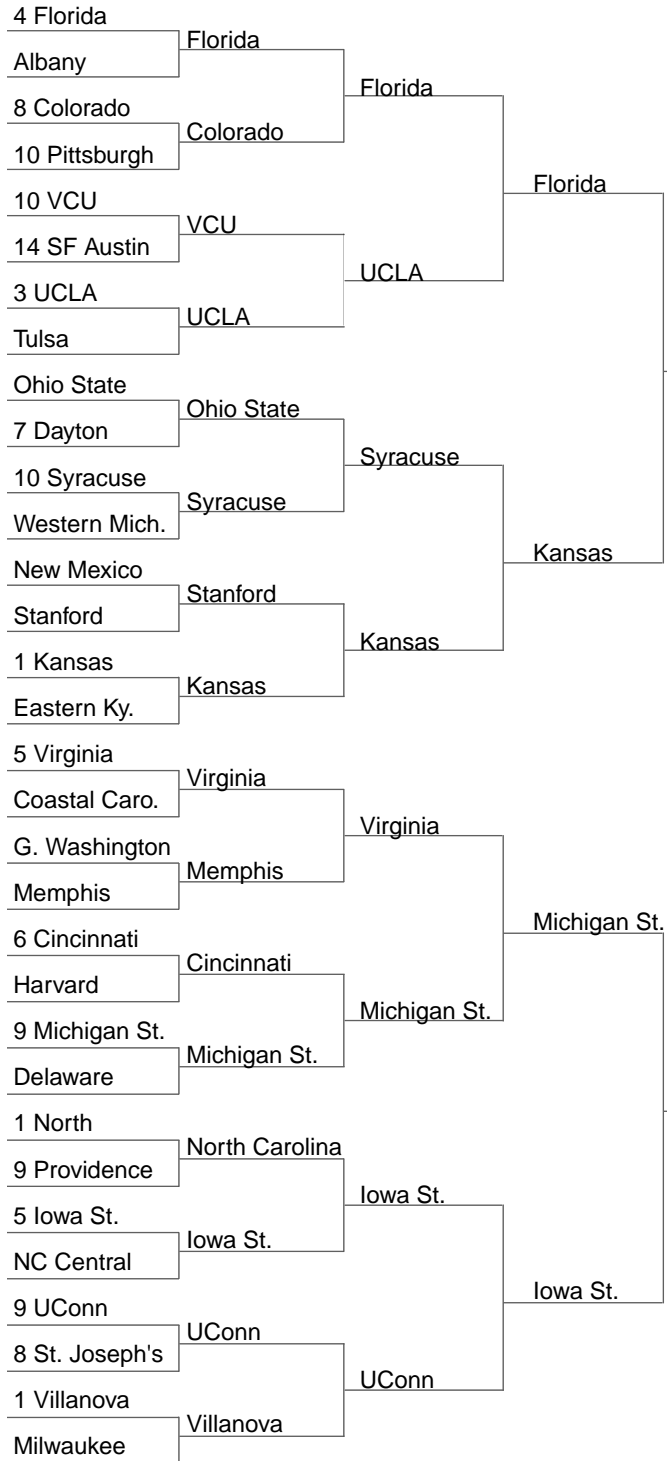 4 Florida
Albany
8 Colorado
10 Pittsburgh
10 VCU
14 SF Austin
3 UCLA
Tulsa
Ohio State
7 Dayton
10 Syracuse
Western Mich.
New Mexico
Stanford
1 Kansas
Eastern Ky.
5 Virginia
Coastal Caro.
G. Washington
Memphis
6 Cincinnati
Harvard
9 Michigan St.
Delaware
1 North
9 Providence
5 Iowa St.
NC Central
9 UConn
8 St. Joseph's
1 Villanova
Milwaukee
Florida
Colorado
VCU
UCLA
Ohio State
Syracuse
Stanford
Kansas
Virginia
Memphis
Cincinnati
Michigan St.
North Carolina
Iowa St.
UConn
Villanova
Florida
UCLA
Syracuse
Kansas
Virginia
Michigan St.
Iowa St.
UConn
Florida
Kansas
Michigan St.
Iowa St.